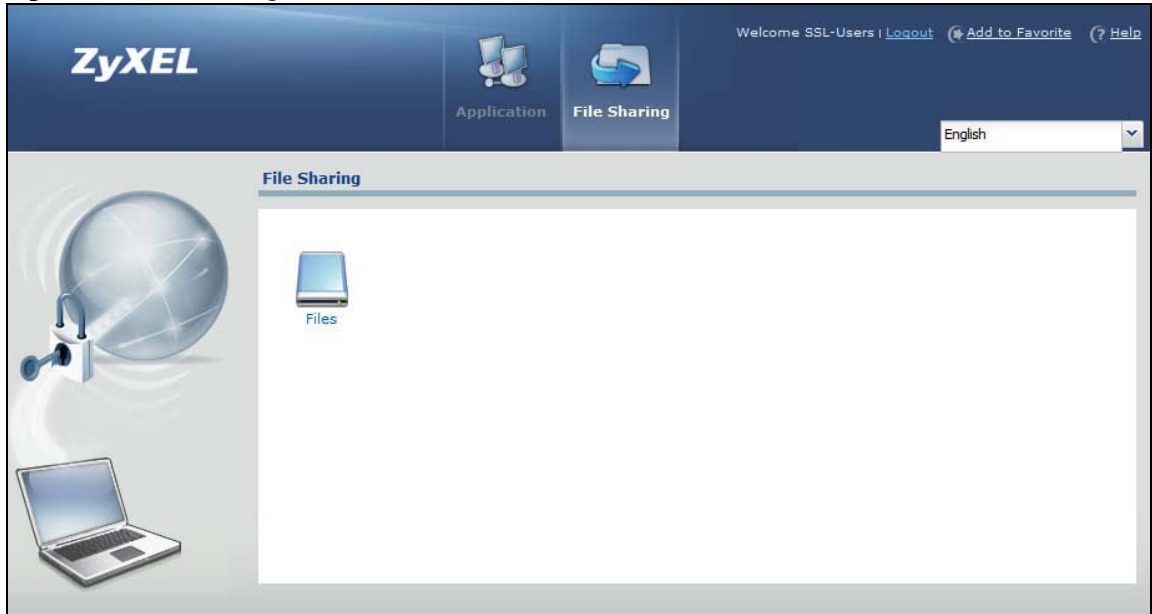 ZyXEL
Welcome SSL-Users | Logout Add to Favorite ? Help
Application
File Sharing
English
File Sharing
Files